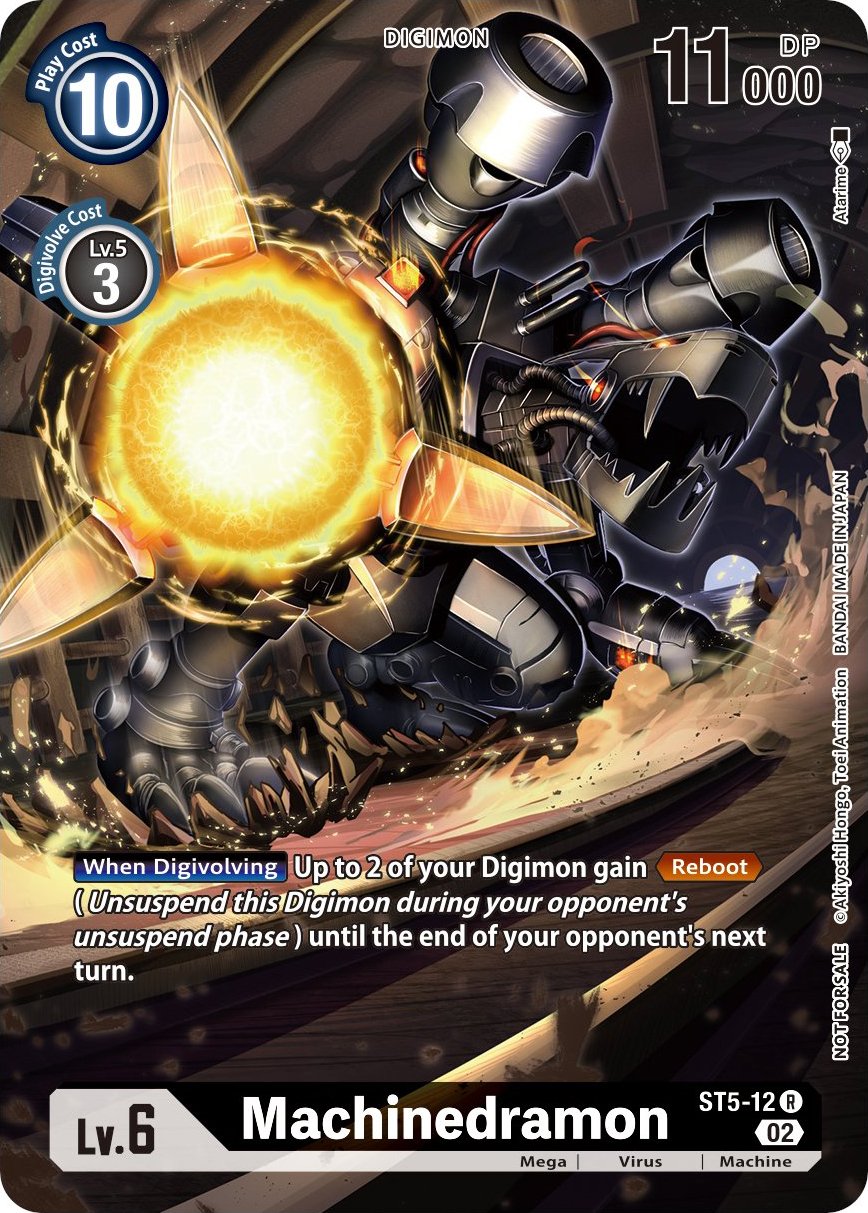 DIGIMON
Play Cost
10
11000
DP
Digivolve Cost
Lv.5
3
Atarime
When Digivolving Up to 2 of your Digimon gain Reboot
(Unsuspend this Digimon during your opponent's
unsuspend phase) until the end of your opponent's next
turn.
NOT FOR SALE ©Akiyoshi Hongo, Toei Animation BANDAI MADE IN JAPAN
Lv.6
Machinedramon
ST5-12 R
02
Mega | Virus | Machine